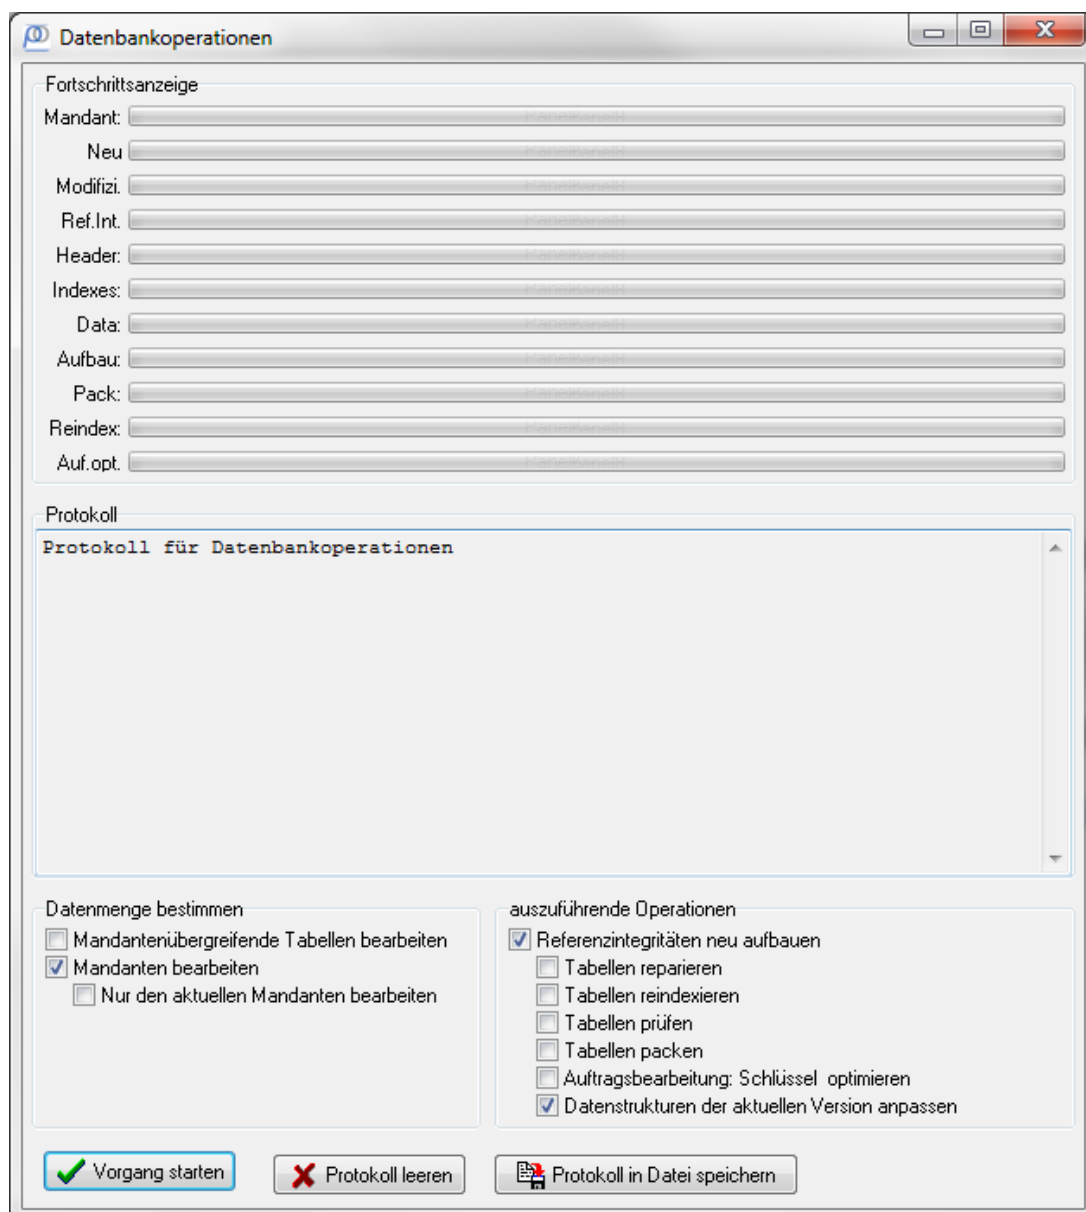 Datenbankoperationen
Fortschrittsanzeige
Mandant:
Neu
Modifizi.
Ref.Int.
Header:
Indexes:
Data:
Aufbau:
Pack:
Reindex:
Auf.opt.
Protokoll
Protokoll für Datenbankoperationen
Datenmenge bestimmen
Mandantenübergreifende Tabellen bearbeiten
Mandanten bearbeiten
Nur den aktuellen Mandanten bearbeiten
auszuführende Operationen
Referenzintegritäten neu aufbauen
Tabellen reparieren
Tabellen reindexieren
Tabellen prüfen
Tabellen packen
Auftragsbearbeitung: Schlüssel optimieren
Datenstrukturen der aktuellen Version anpassen
Vorgang starten
Protokoll leeren
Protokoll in Datei speichern